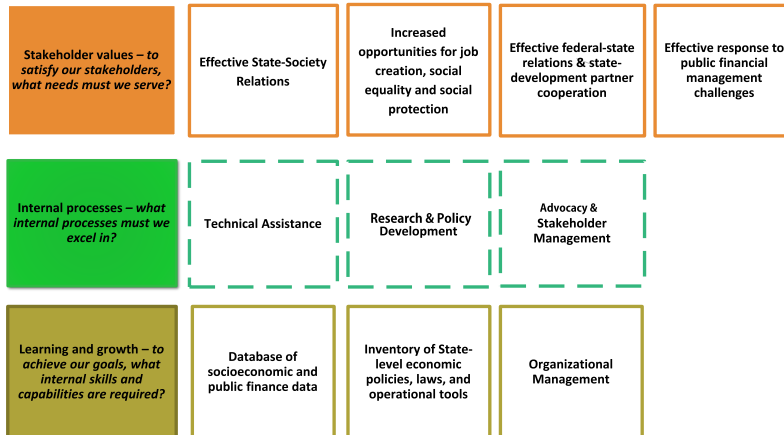 Stakeholder values – to
satisfy our stakeholders,
what needs must we serve?
Effective State-Society
Relations
Increased
opportunities for job
creation, social
equality and social
protection
Effective federal-state
relations & state-
development partner
cooperation
Effective response to
public financial
management
challenges
Internal processes – what
internal processes must we
excel in?
Technical Assistance
Research & Policy
Development
Advocacy &
Stakeholder
Management
Learning and growth – to
achieve our goals, what
internal skills and
capabilities are required?
Database of
socioeconomic and
public finance data
Inventory of State-
level economic
policies, laws, and
operational tools
Organizational
Management